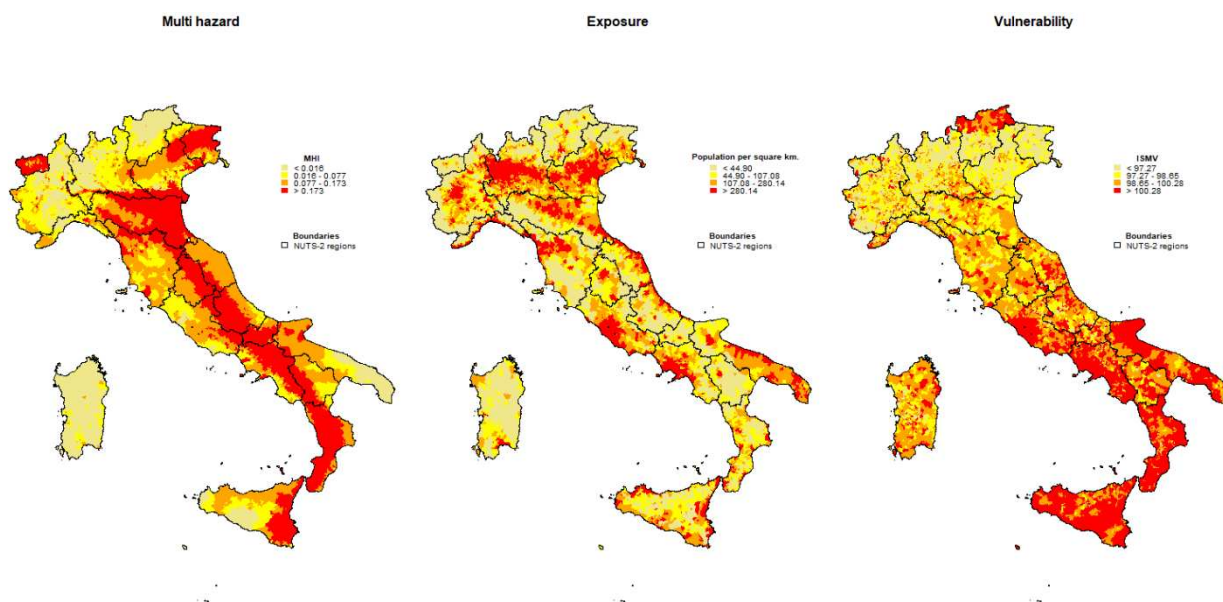 Multi hazard
MHI
< 0.016
0.016 - 0.077
0.077 - 0.173
> 0.173
Boundaries
NUTS-2 regions
Exposure
Population per square km.
< 44.90
44.90 - 107.08
107.08 - 280.14
> 280.14
Boundaries
NUTS-2 regions
Vulnerability
ISMV
< 97.27
97.27 - 98.65
98.65 - 100.28
> 100.28
Boundaries
NUTS-2 regions